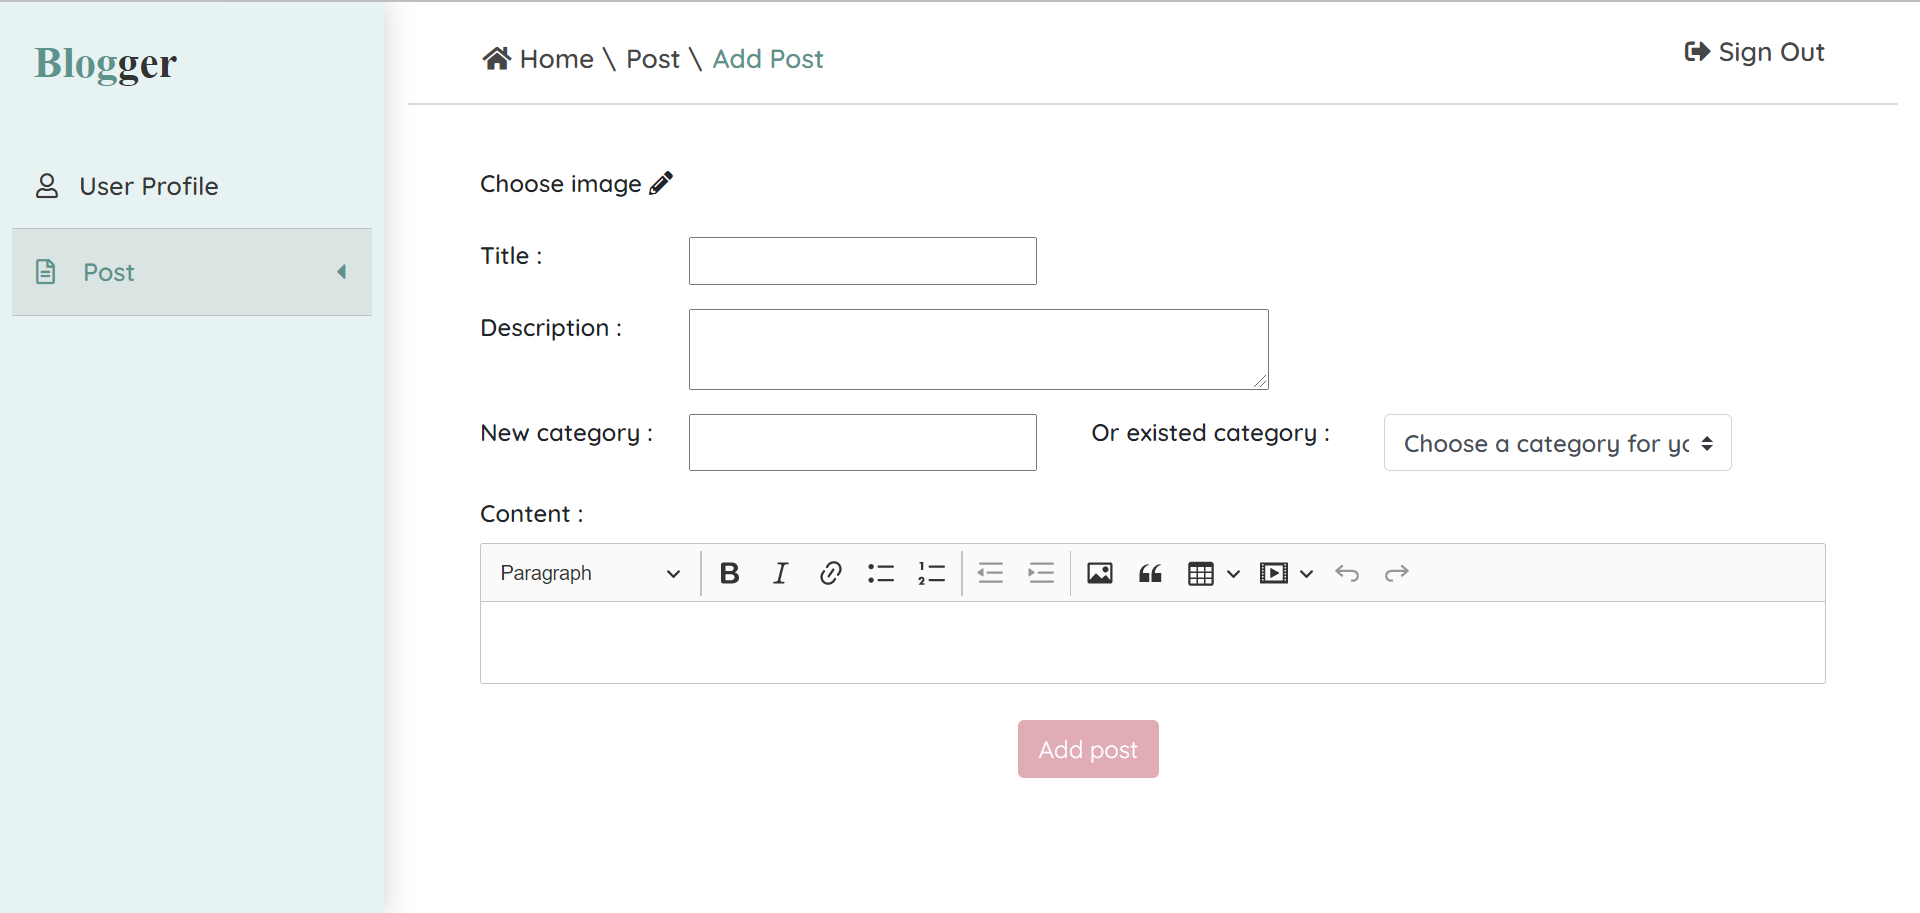 Blogger
Home \ Post \ Add Post
Sign Out
User Profile
Post
Choose image
Title :
Description :
New category :
Or existed category :
Choose a category for yo
Content :
Paragraph
Add post